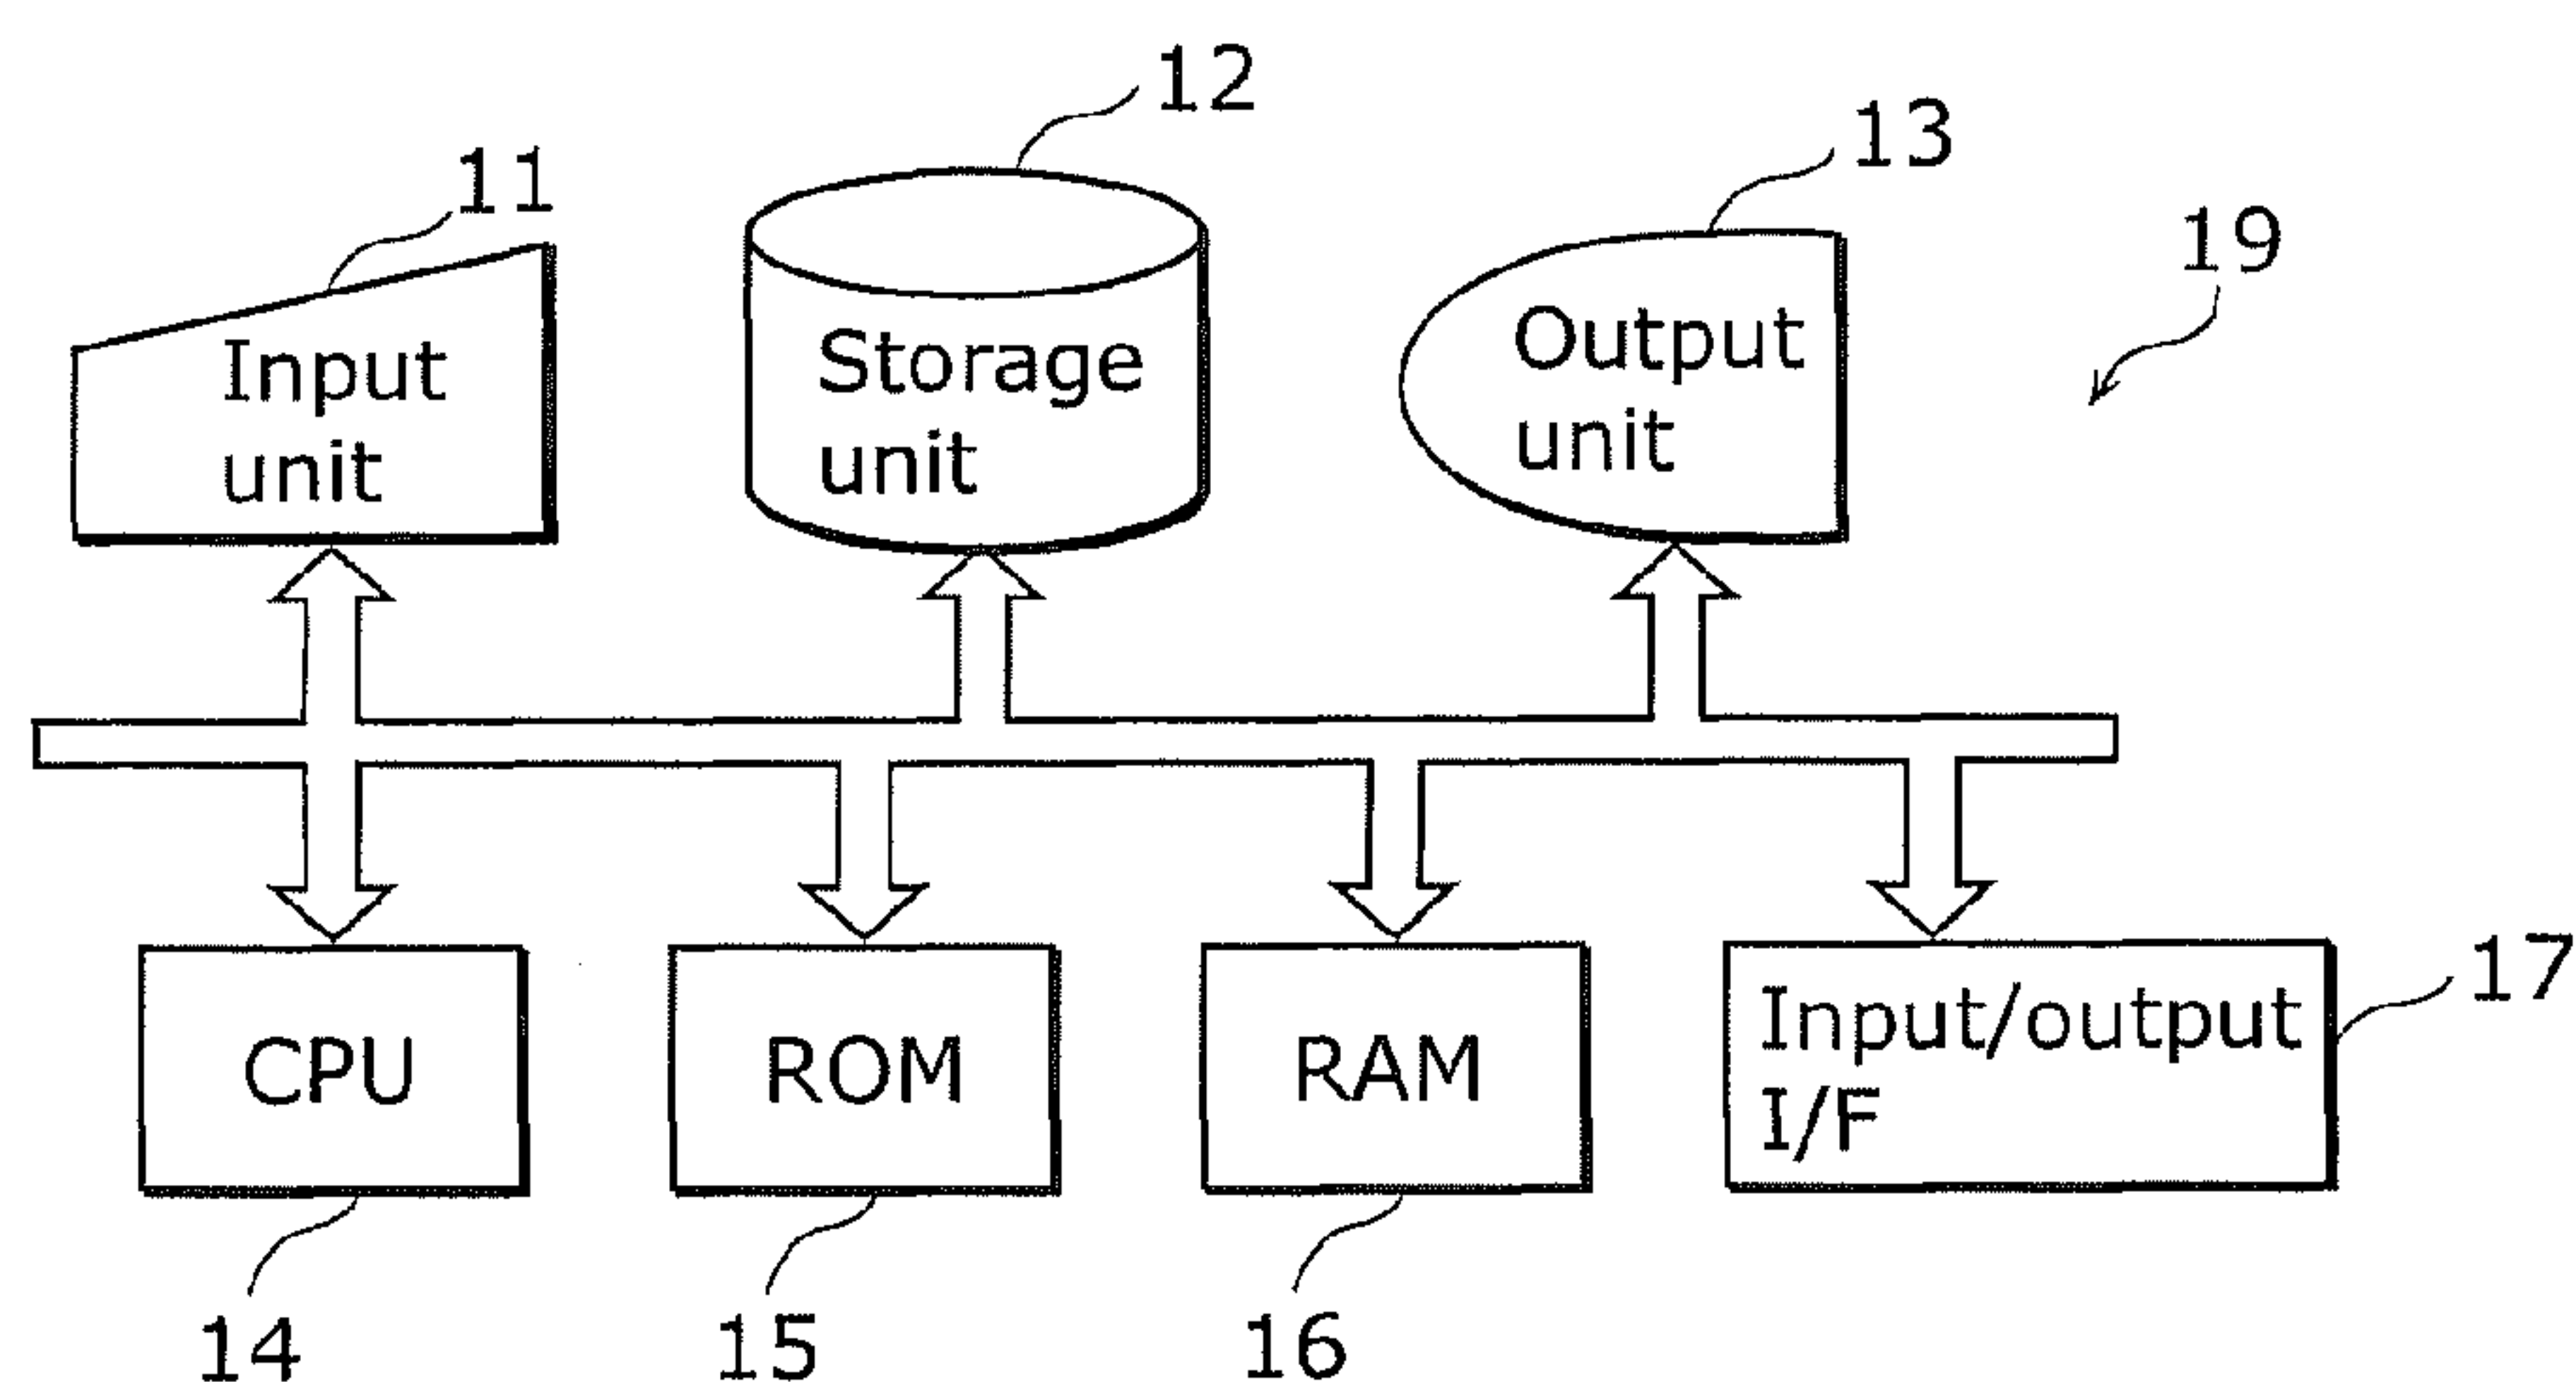 12
13
11
19
Input
unit
Storage
unit
Output
unit
CPU
ROM
RAM
Input/output
I/F
17
14
15
16